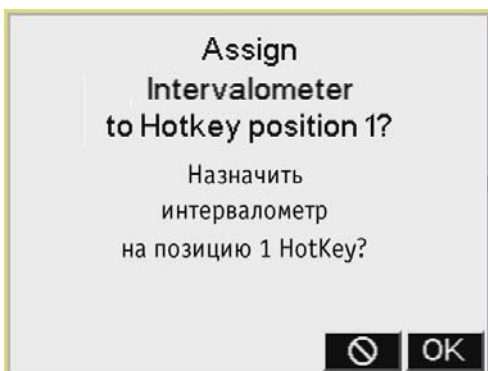 Assign
Intervalometer
to Hotkey position 1?
Назначить
интервалометр
на позицию 1 HotKey?
OK